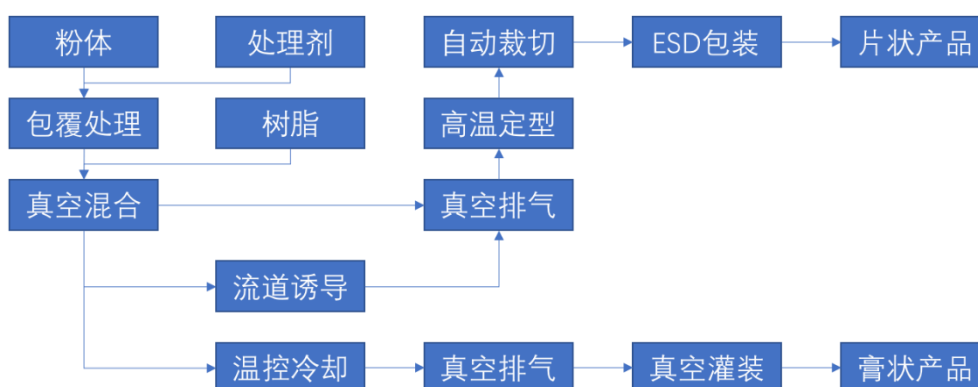 粉体
处理剂
自动裁切
ESD包装
片状产品
包覆处理
树脂
高温定型
真空混合
真空排气
流道诱导
温控冷却
真空排气
真空灌装
膏状产品